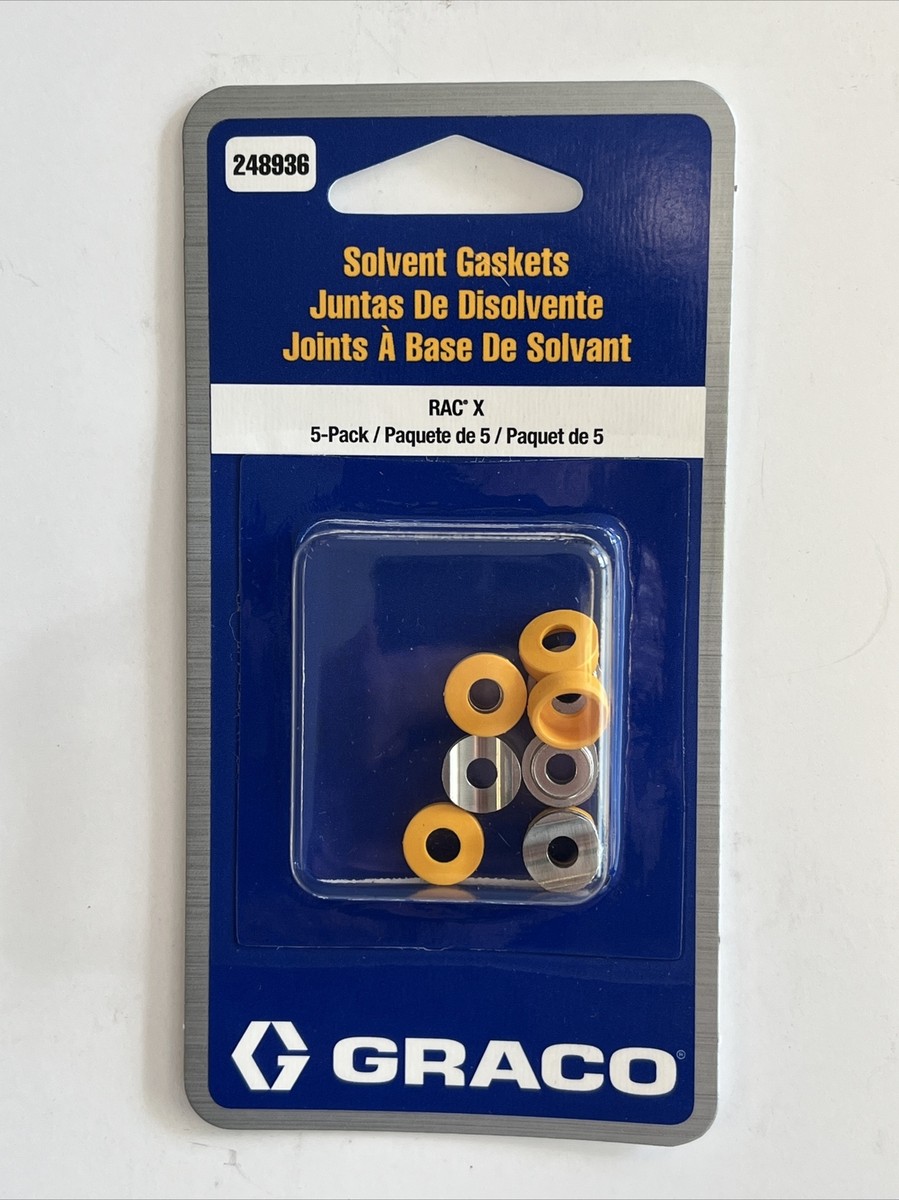 248936
Solvent Gaskets
Juntas De Disolvente
Joints À Base De Solvant
RAC® X
5-Pack / Paquete de 5 / Paquet de 5
GRACO®